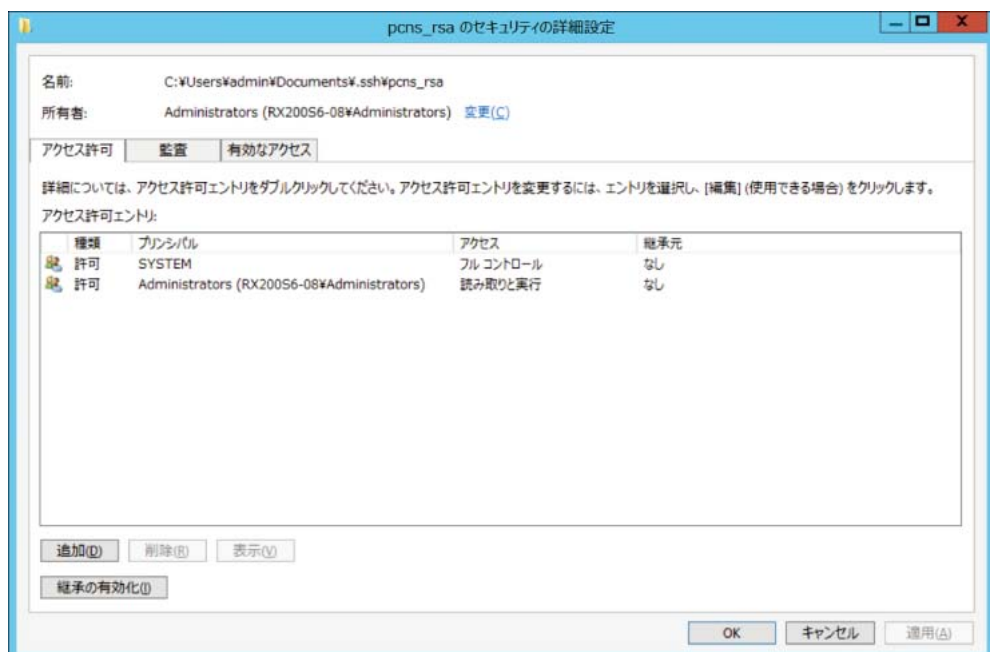 pcns_rsa のセキュリティの詳細設定
名前: C:¥Users¥admin¥Documents¥.ssh¥pcns_rsa
所有者: Administrators (RX200S6-08¥Administrators) 変更(C)
アクセス許可 監査 有効なアクセス
詳細については、アクセス許可エントリをダブルクリックしてください。アクセス許可エントリを変更するには、エントリを選択し、[編集] (使用できる場合) をクリックします。
アクセス許可エントリ:
種類 プリンシパル アクセス 継承元
許可 SYSTEM フル コントロール なし
許可 Administrators (RX200S6-08¥Administrators) 読み取りと実行 なし
追加(D) 削除(R) 表示(V)
継承の有効化(I)
OK キャンセル 適用(A)